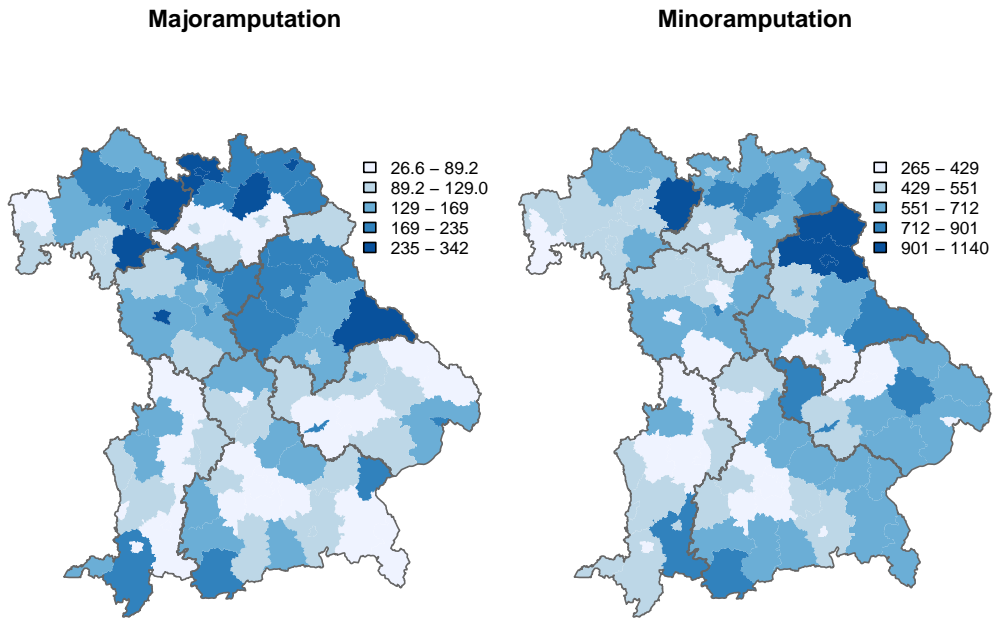 Majoramputation
26.6 – 89.2
89.2 – 129.0
129 – 169
169 – 235
235 – 342
Minoramputation
265 – 429
429 – 551
551 – 712
712 – 901
901 – 1140